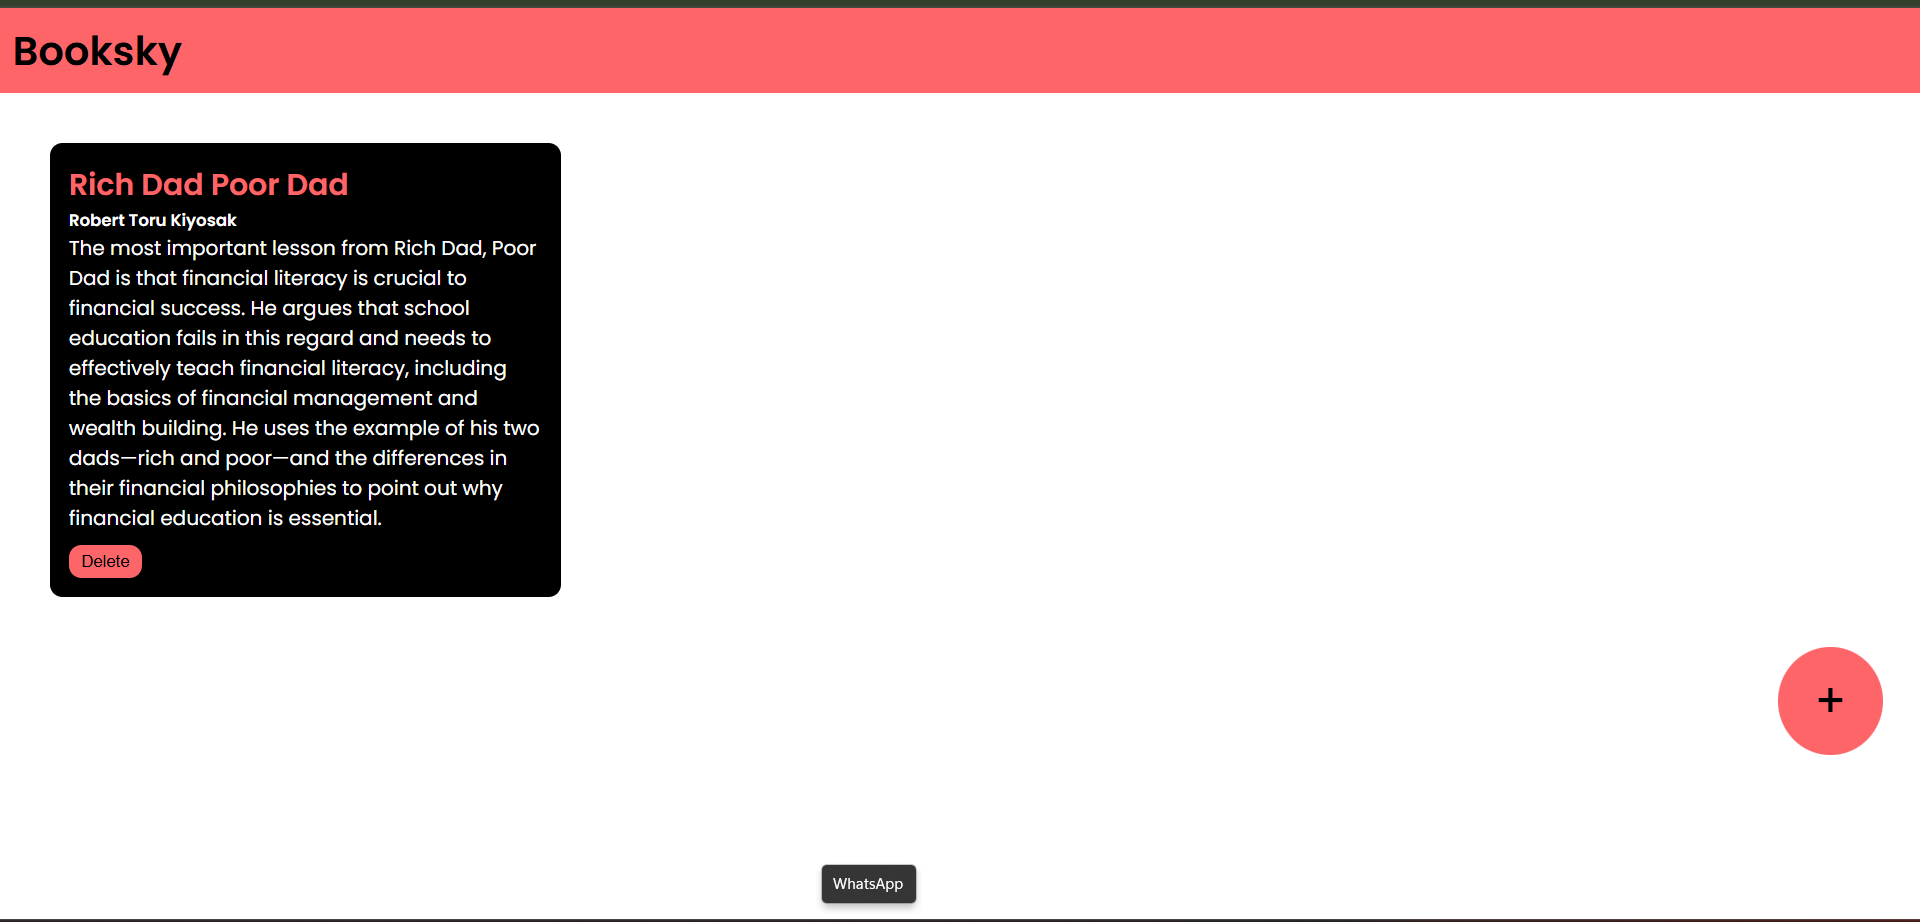 Booksky
Rich Dad Poor Dad
Robert Toru Kiyosak
The most important lesson from Rich Dad, Poor
Dad is that financial literacy is crucial to
financial success. He argues that school
education fails in this regard and needs to
effectively teach financial literacy, including
the basics of financial management and
wealth building. He uses the example of his two
dads—rich and poor—and the differences in
their financial philosophies to point out why
financial education is essential.
Delete
+
WhatsApp